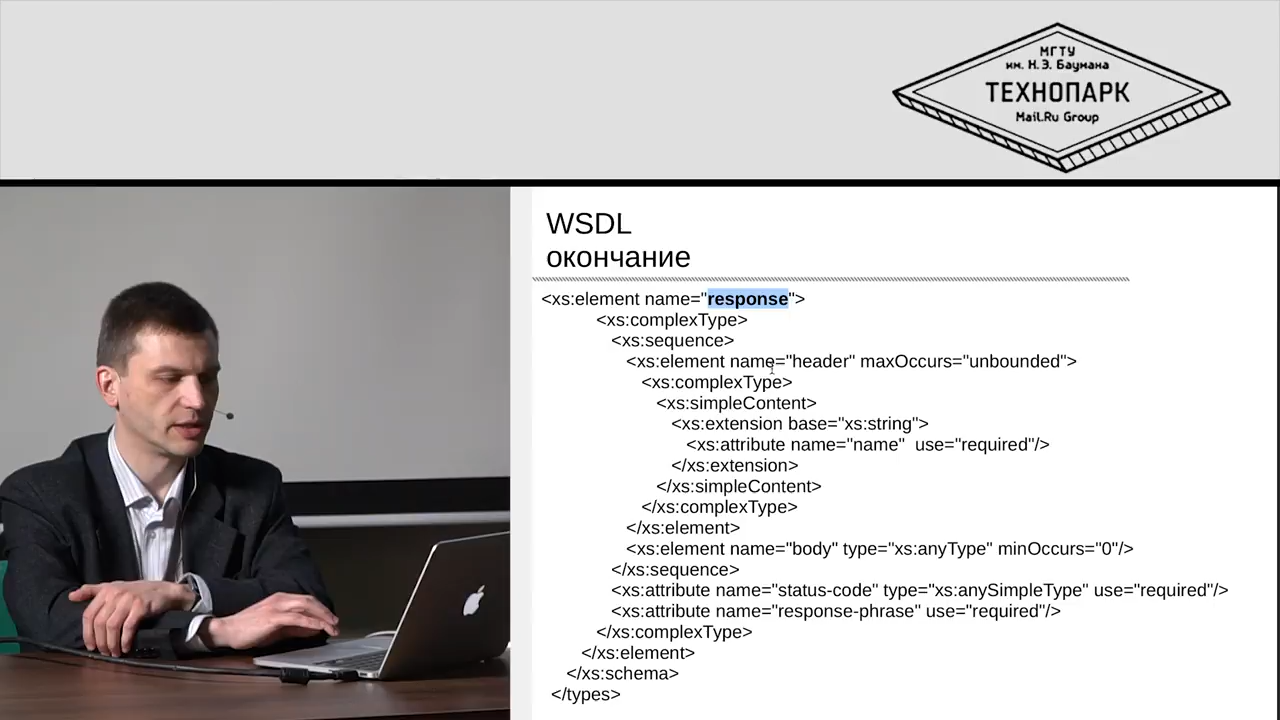 МГТУ
им. Н.Э. Баумана
ТЕХНОПАРК
Mail.Ru Group
WSDL
окончание
<xs:element name="response">
<xs:complexType>
<xs:sequence>
<xs:element name="header" maxOccurs="unbounded">
<xs:complexType>
<xs:simpleContent>
<xs:extension base="xs:string">
<xs:attribute name="name"  use="required"/>
</xs:extension>
</xs:simpleContent>
</xs:complexType>
</xs:element>
<xs:element name="body" type="xs:anyType" minOccurs="0"/>
</xs:sequence>
<xs:attribute name="status-code" type="xs:anySimpleType" use="required"/>
<xs:attribute name="response-phrase" use="required"/>
</xs:complexType>
</xs:element>
</xs:schema>
</types>